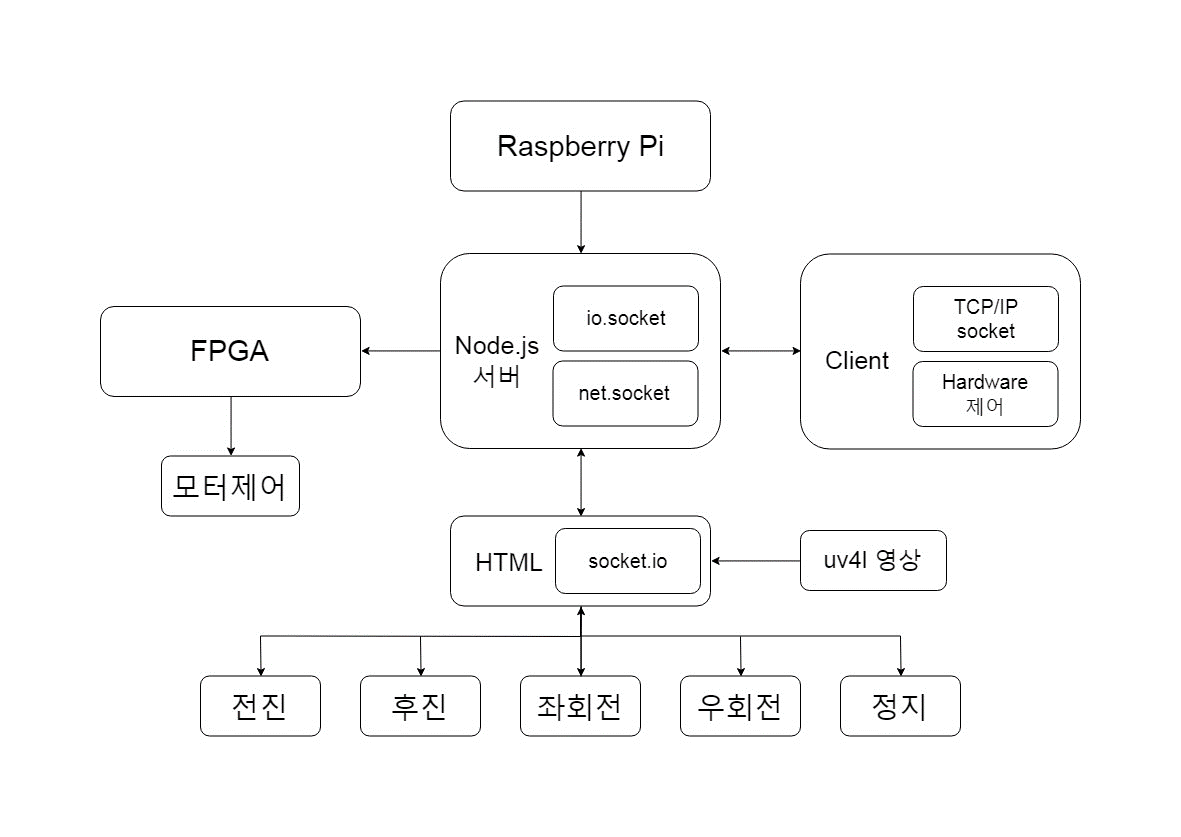 Raspberry Pi
FPGA
모터제어
Node.js
서버
io.socket
net.socket
Client
TCP/IP
socket
Hardware
제어
HTML
socket.io
uv4l 영상
전진
후진
좌회전
우회전
정지